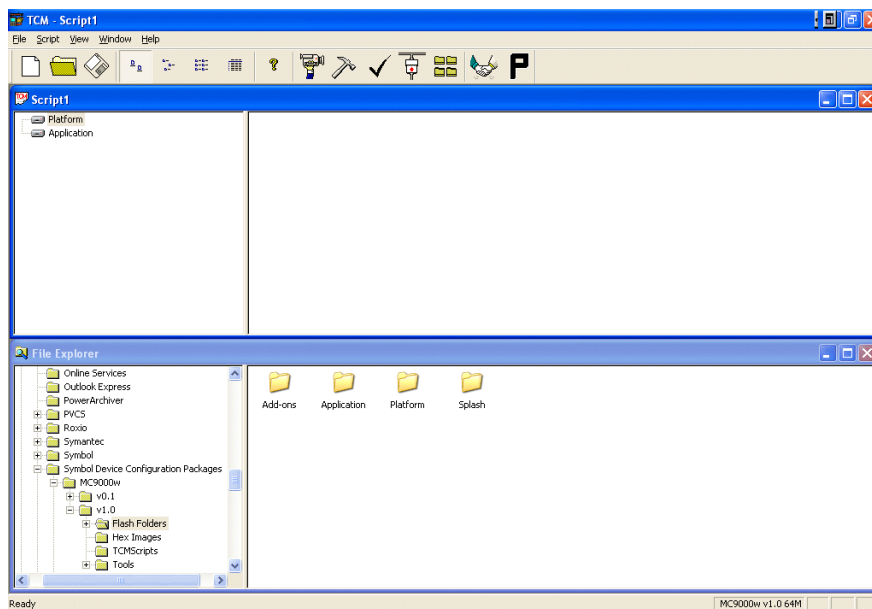 TCM - Script1
File Script View Window Help
P
Script1
Platform
Application
File Explorer
Online Services
Outlook Express
PowerArchiver
PVCS
Roxio
Symantec
Symbol
Symbol Device Configuration Packages
MC9000w
v0.1
v1.0
Flash Folders
Hex Images
TCMScripts
Tools
Add-ons Application Platform Splash
Ready MC9000w v1.0 64M